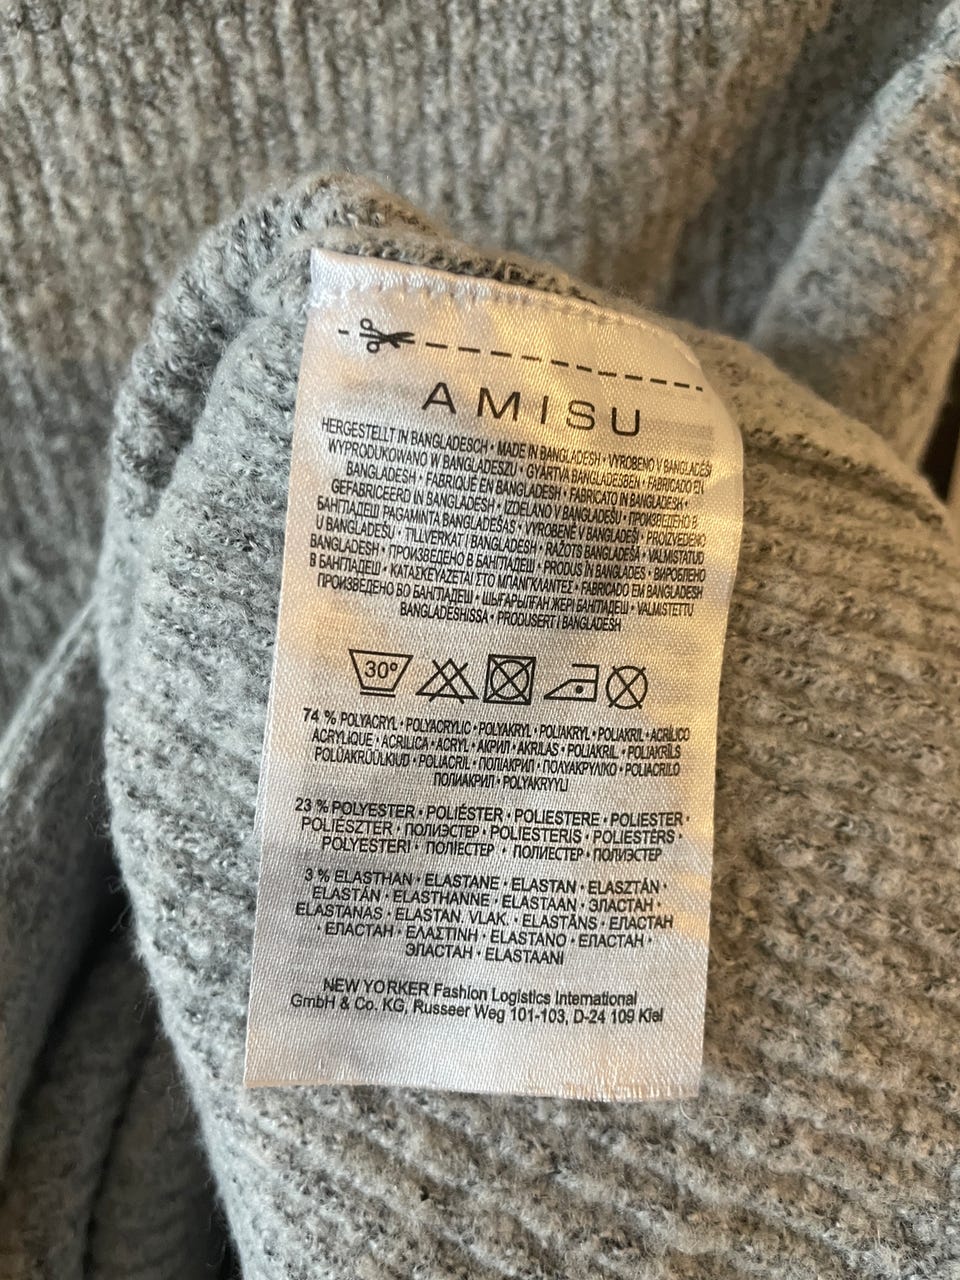 AMISU
HERGESTELLT IN BANGLADESCH • MADE IN BANGLADESH • VYROBENO V BANGLADÉŠI
WYPRODUKOWANO W BANGLADESZU • GYÁRTVA BANGLADESBEN • FABRICADO EN
BANGLADESH • FABRIQUÉ EN BANGLADESH • FABRICATO IN BANGLADESH •
GEFABRICEERD IN BANGLADESH • IZDELANO V BANGLADEŠU • ПРОИЗВЕДЕНО В
БАНГЛАДЕШ PAGAMINTA BANGLADEŠAS • VYROBENÉ V BANGLADÉŠI • PROIZVEDENO
U BANGLADEŠU • TILLVERKAT I BANGLADESH • RAŽOTS BANGLADEŠĀ • VALMISTATUD
BANGLADESH • ПРОИЗВЕДЕНО В БАНГЛАДЕШ • PRODUS ÎN BANGLADES • ВИРОБЛЕНО
В БАНГЛАДЕШ • ΚΑΤΑΣΚΕΥΑΖΕΤΑΙ ΣΤΟ ΜΠΑΝΓΚΛΑΝΤΕΣ • FABRICADO EM BANGLADESH
ПРОИЗВЕДЕНО ВО БАНГЛАДЕШ • ШЫҒАРЫЛҒАН ЖЕРІ БАНГЛАДЕШ • VALMISTETTU
BANGLADESHISSA • PRODUSERT I BANGLADESH
30°
74 % POLYACRYL • POLYACRYLIC • POLYAKRYL • POLIAKRYL • POLIAKRIL • ACRÍLICO
ACRYLIQUE • ACRILICA • ACRYL • АКРИЛ • AKRILAS • POLIAKRIL • POLIAKRILS
POLÜAKRÜÜLKIUD • POLIACRIL • ПОЛІАКРИЛ • ΠΟΛΥΑΚΡΥΛΙΚΟ • POLIACRILO
ПОЛИАКРИЛ • POLYAKRYYLI
23 % POLYESTER • POLIÉSTER • POLIESTERE • POLIESTER •
POLIÉSZTER • ПОЛИЭСТЕР • POLIESTERIS • POLIESTERS •
POLYESTERI • ПОЛІЕСТЕР • ПОЛИЕСТЕР • ПОЛИЭСТЕР
3 % ELASTHAN • ELASTANE • ELASTAN • ELASZTÁN •
ELASTÁN • ELASTHANNE • ELASTAAN • ЭЛАСТАН •
ELASTANAS • ELASTAN. VLAK. • ELASTĀNS • ЕЛАСТАН
• ЕЛАСТАН • ΕΛΑΣΤΙΝΗ • ELASTANO • ЕЛАСТАН •
ЭЛАСТАН • ELASTAANI
NEW YORKER Fashion Logistics International
GmbH & Co. KG, Russeer Weg 101-103, D-24 109 Kiel